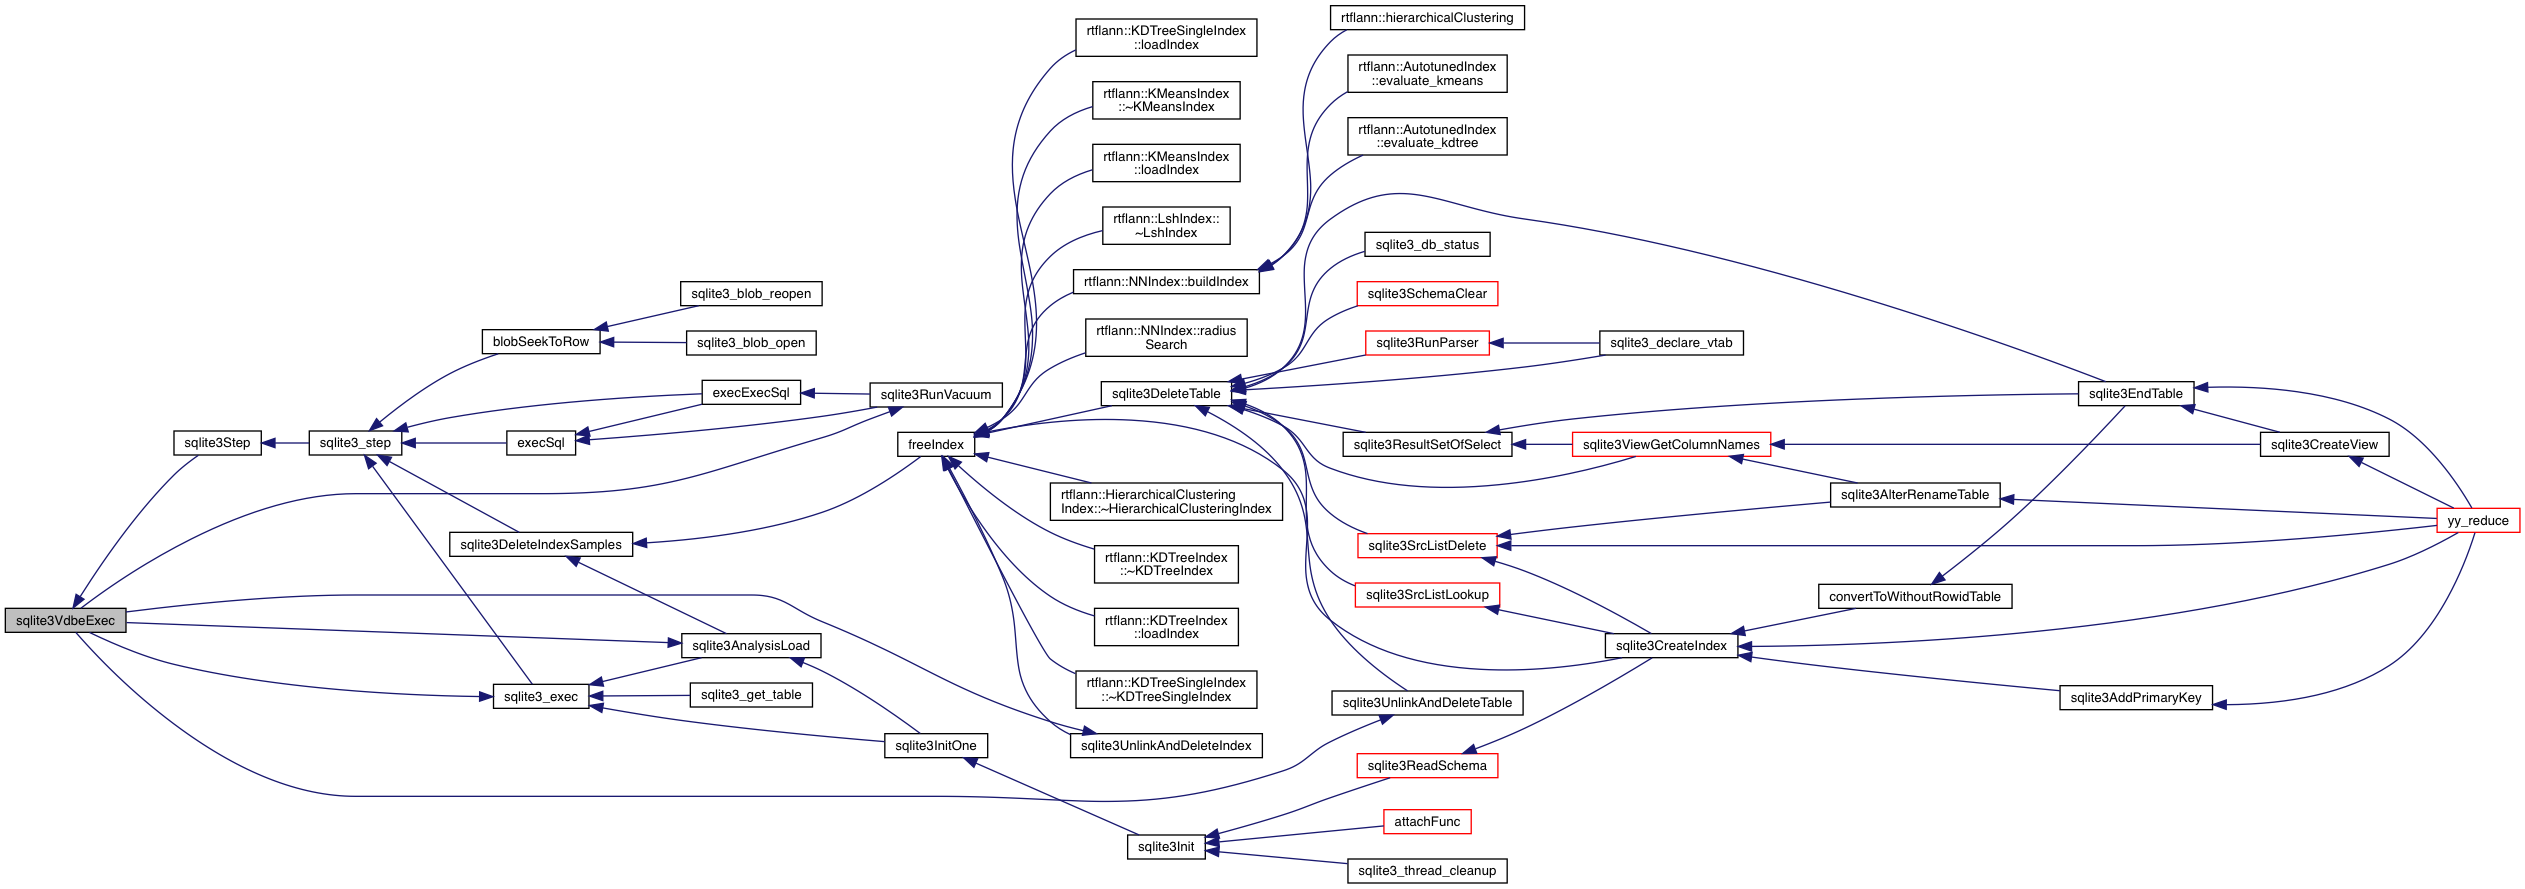 sqlite3VdbeExec
sqlite3Step
sqlite3_step
blobSeekToRow
sqlite3_blob_reopen
sqlite3_blob_open
execExecSql
execSql
sqlite3RunVacuum
sqlite3DeleteIndexSamples
sqlite3AnalysisLoad
sqlite3_exec
sqlite3_get_table
sqlite3InitOne
freeIndex
rtflann::KDTreeSingleIndex
::loadIndex
rtflann::KMeansIndex
::~KMeansIndex
rtflann::KMeansIndex
::loadIndex
rtflann::LshIndex::
~LshIndex
rtflann::NNIndex::buildIndex
rtflann::NNIndex::radius
Search
sqlite3DeleteTable
rtflann::HierarchicalClustering
Index::~HierarchicalClusteringIndex
rtflann::KDTreeIndex
::~KDTreeIndex
rtflann::KDTreeIndex
::loadIndex
rtflann::KDTreeSingleIndex
::~KDTreeSingleIndex
sqlite3UnlinkAndDeleteIndex
sqlite3Init
rtflann::hierarchicalClustering
rtflann::AutotunedIndex
::evaluate_kmeans
rtflann::AutotunedIndex
::evaluate_kdtree
sqlite3_db_status
sqlite3SchemaClear
sqlite3RunParser
sqlite3_declare_vtab
sqlite3ResultSetOfSelect
sqlite3ViewGetColumnNames
sqlite3AlterRenameTable
sqlite3SrcListDelete
sqlite3SrcListLookup
sqlite3CreateIndex
sqlite3UnlinkAndDeleteTable
sqlite3ReadSchema
attachFunc
sqlite3_thread_cleanup
convertToWithoutRowidTable
sqlite3EndTable
sqlite3CreateView
yy_reduce
sqlite3AddPrimaryKey